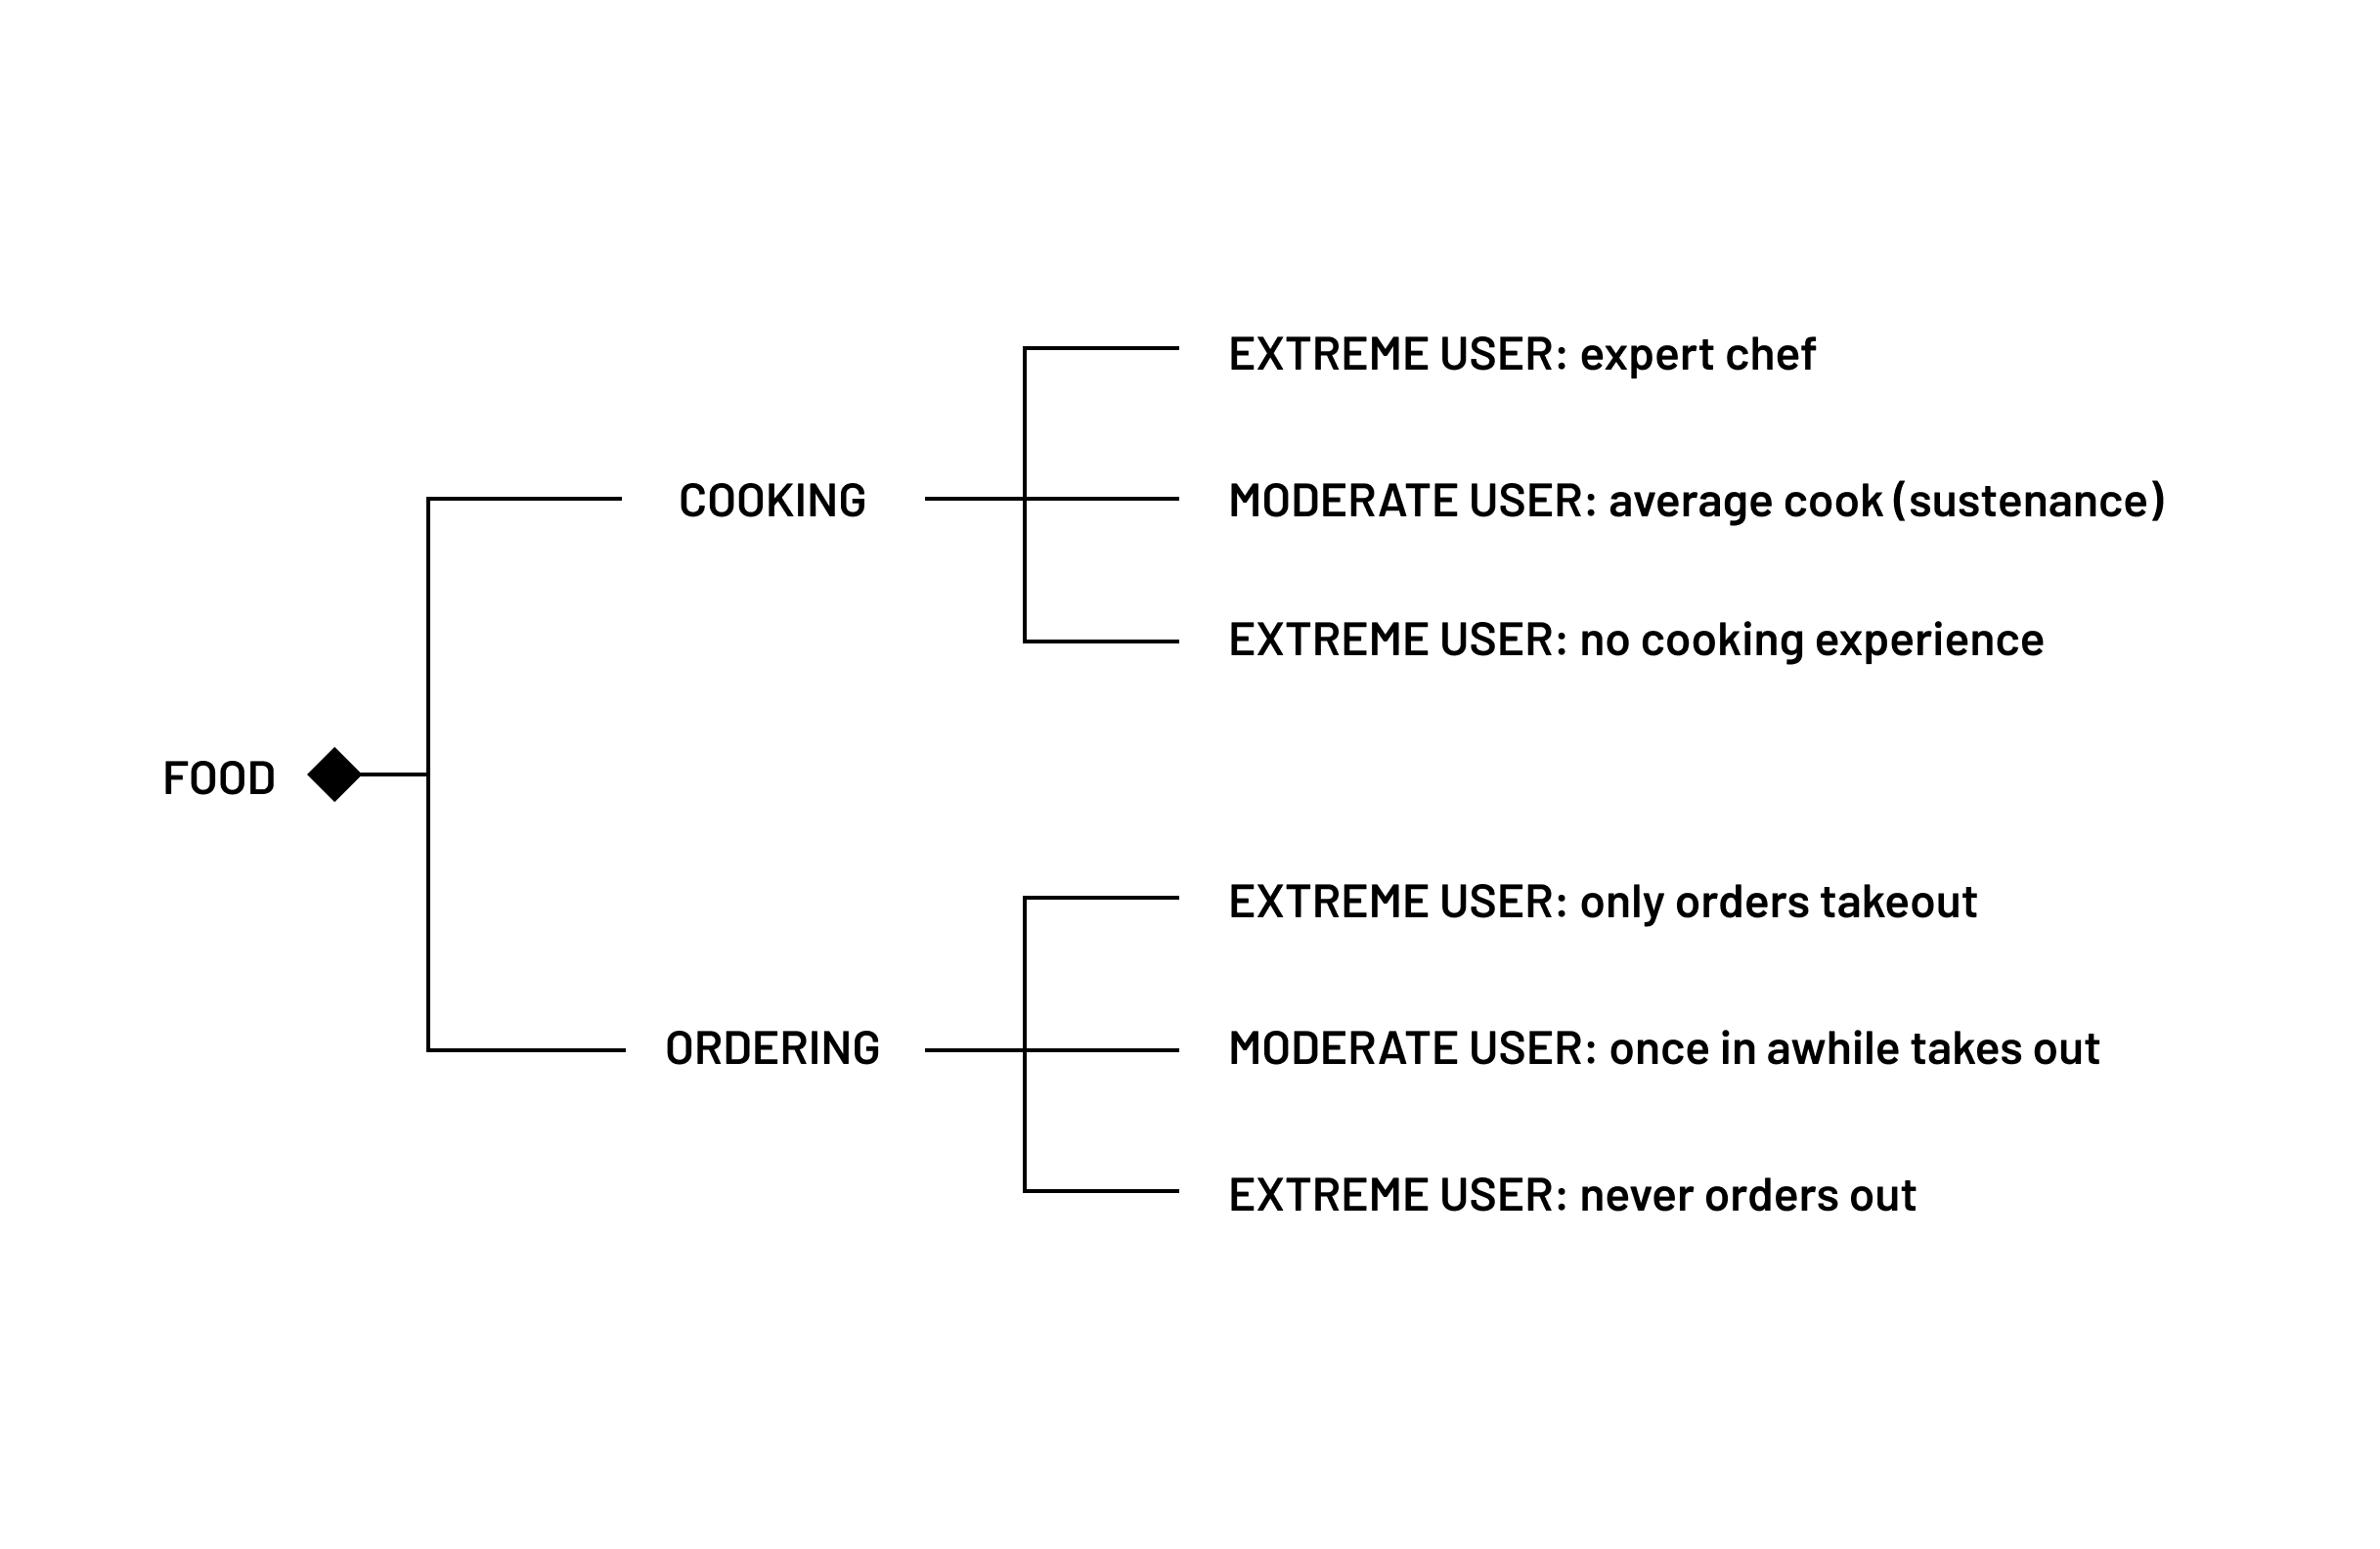 FOOD
COOKING
EXTREME USER: expert chef
MODERATE USER: average cook (sustenance)
EXTREME USER: no cooking experience
ORDERING
EXTREME USER: only orders takeout
MODERATE USER: once in awhile takes out
EXTREME USER: never orders out